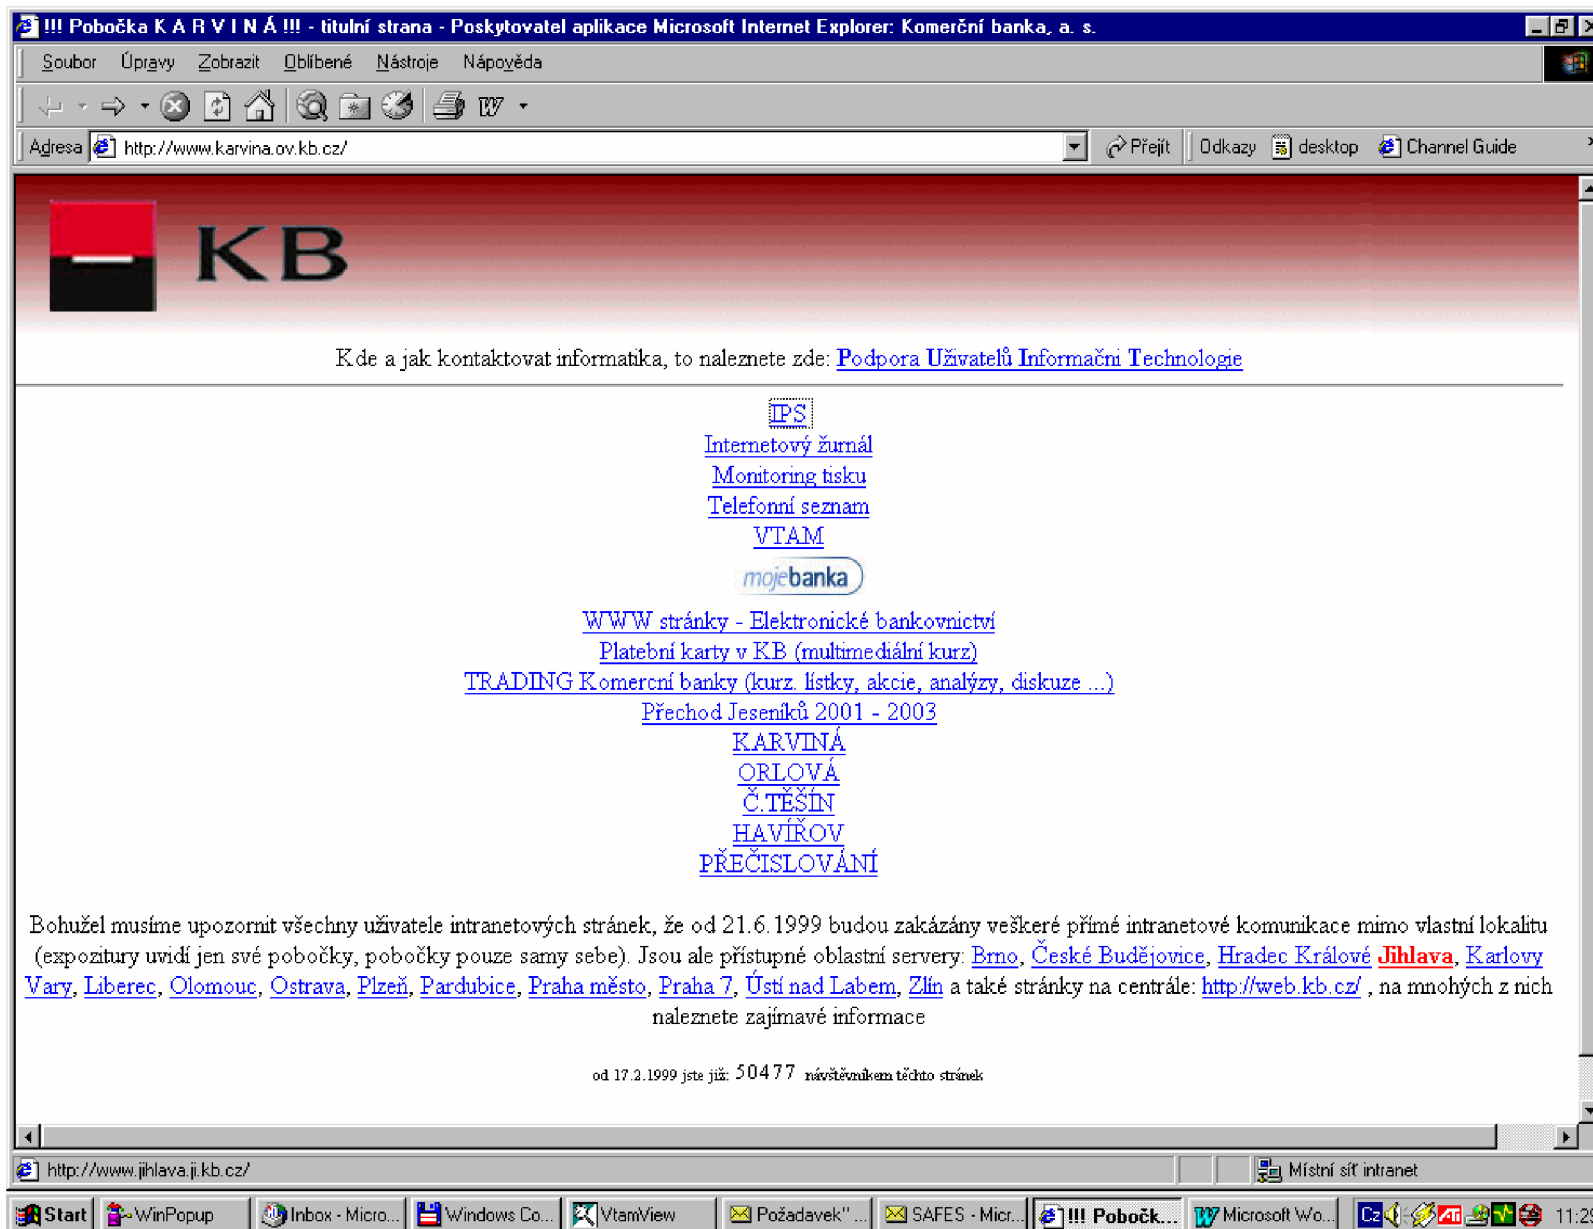 !!! Pobočka K A R V I N Á !!! - titulní strana - Poskytovatel aplikace Microsoft Internet Explorer: Komerční banka, a. s.
Soubor Úpravy Zobrazit Oblíbené Nástroje Nápověda
Adresa http://www.karvina.ov.kb.cz/ Přejít Odkazy desktop Channel Guide
KB
Kde a jak kontaktovat informatika, to naleznete zde: Podpora Uživatelů Informačni Technologie
IPS
Internetový žurnál
Monitoring tisku
Telefonní seznam
VTAM
mojebanka
WWW stránky - Elektronické bankovnictví
Platební karty v KB (multimediální kurz)
TRADING Komercní banky (kurz. lístky, akcie, analýzy, diskuze ...)
Přechod Jeseníků 2001 - 2003
KARVINÁ
ORLOVÁ
Č.TĚŠÍN
HAVÍŘOV
PŘEČISLOVÁNÍ
Bohužel musíme upozornit všechny uživatele intranetových stránek, že od 21.6.1999 budou zakázány veškeré přímé intranetové komunikace mimo vlastní lokalitu
(expozitury uvidí jen své pobočky, pobočky pouze samy sebe). Jsou ale přístupné oblastní servery: Brno, České Budějovice, Hradec Králové Jihlava, Karlovy
Vary, Liberec, Olomouc, Ostrava, Plzeň, Pardubice, Praha město, Praha 7, Ústí nad Labem, Zlín a také stránky na centrále: http://web.kb.cz/ , na mnohých z nich
naleznete zajímavé informace
od 17.2.1999 jste již: 50477 návštěvníkem těchto stránek
http://www.jihlava.ji.kb.cz/ Místní síť intranet
Start WinPopup Inbox - Micro... Windows Co... VtamView Požadavek" ... SAFES - Micr... !!! Pobočk... Microsoft Wo... Cz 11:2